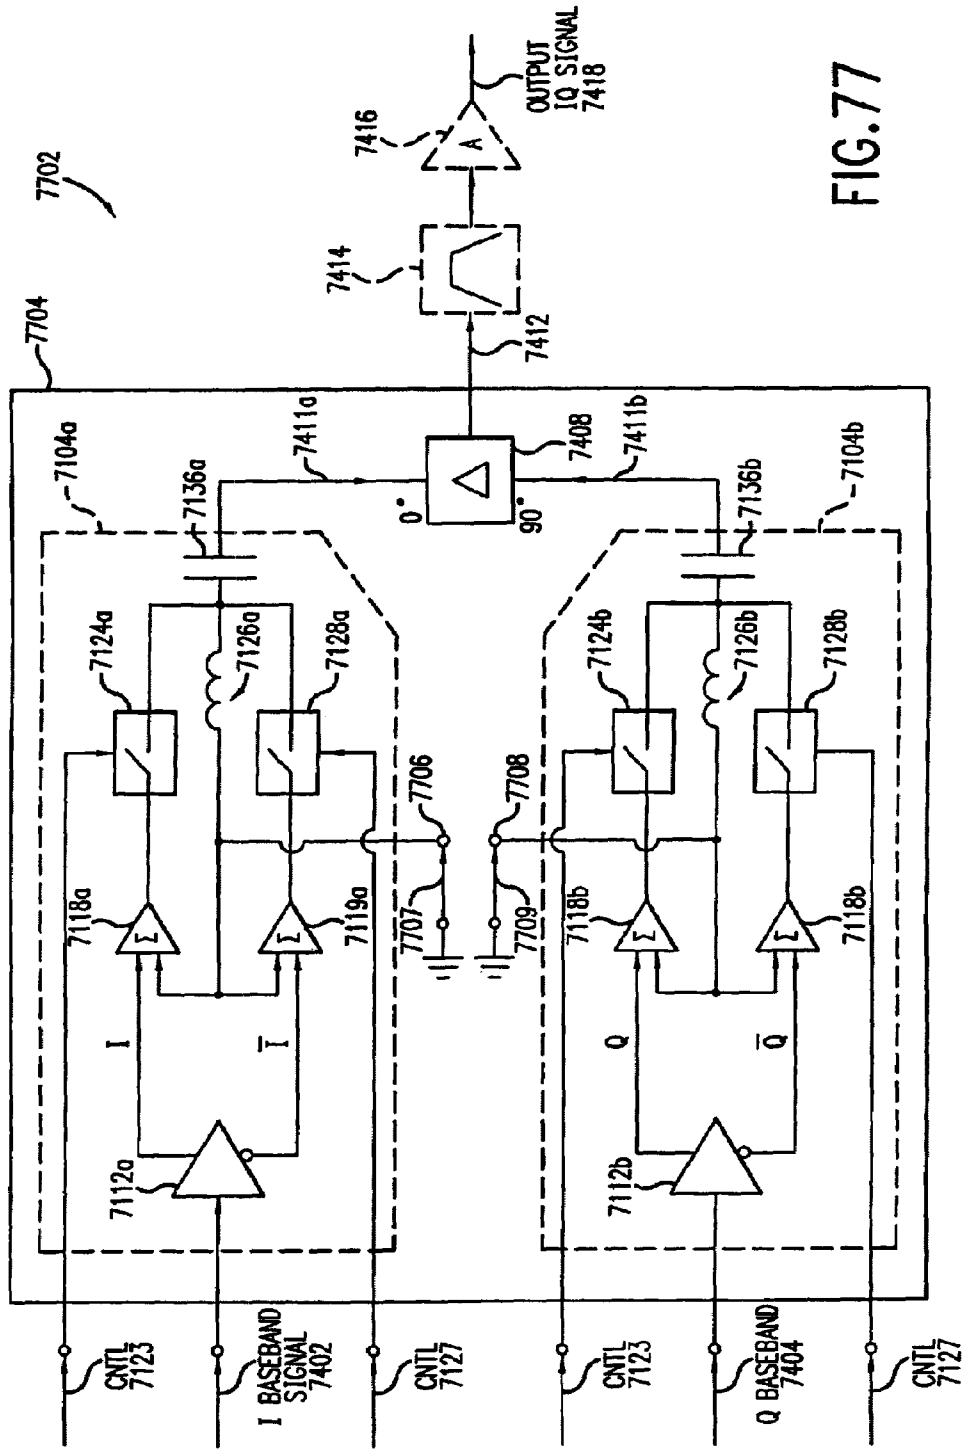 7702
7704
7104a
7124a
7136a
7411a
7118a
7126a
I
7112a
Ī
7119a
7128a
Σ
Σ
0°
7408
7412
7414
7416
A
OUTPUT
IQ SIGNAL
7418
90°
7411b
7706
7707
7708
7709
7104b
7124b
7136b
7118b
7126b
Q
7112b
Q̅
7118b
7128b
Σ
Σ
CNTL
7123
I BASEBAND
SIGNAL
7402
CNTL
7127
CNTL
7123
Q BASEBAND
7404
CNTL
7127
FIG.77